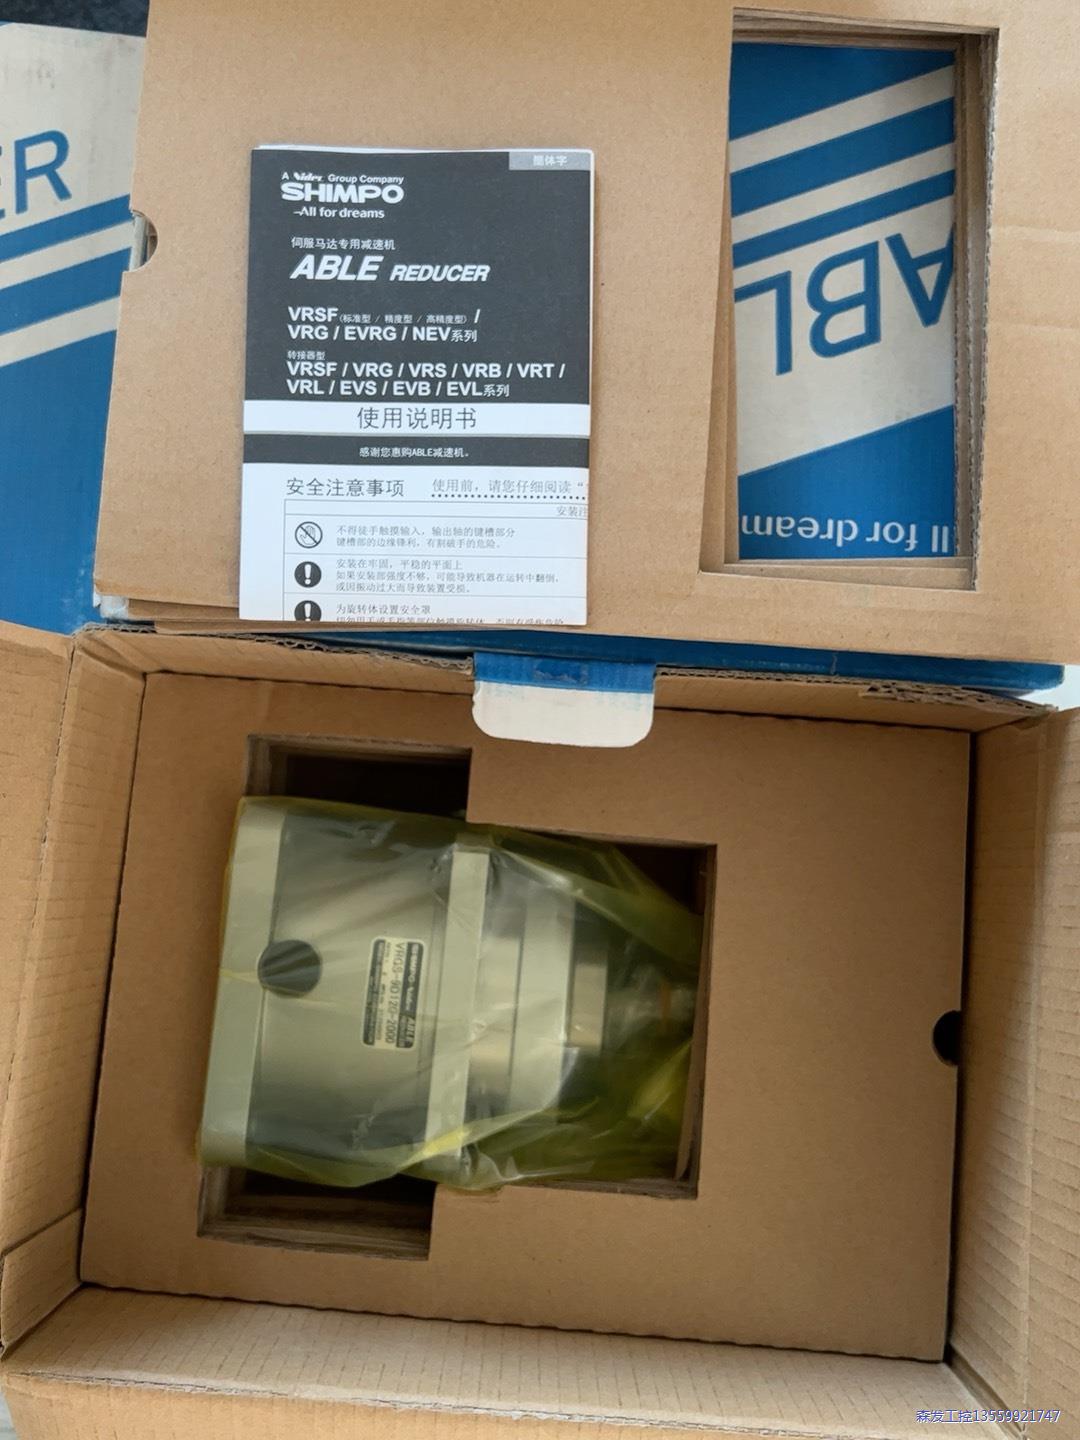 ER
簡体字
A Nidec Group Company
SHIMPO
-All for dreams
伺服马达专用减速机
ABLE REDUCER
VRSF(标准型 / 精度型 / 高精度型) /
VRG / EVRG / NEV系列
转接器型
VRSF / VRG / VRS / VRB / VRT /
VRL / EVS / EVB / EVL系列
使用说明书
感谢您惠购ABLE减速机。
安全注意事项 使用前，请您仔细阅读“
安装注
不得徒手触摸输入，输出轴的键槽部分
键槽部的边缘锋利，有割破手的危险。
安装在牢固，平稳的平面上
如果安装部强度不够，可能导致机器在运转中翻倒，
或因振动过大而导致装置受损。
为旋转体设置安全罩
ABL
ll for dream
SHIMPO ABLE
VRGS-9D120-2000
森发工控13559921747